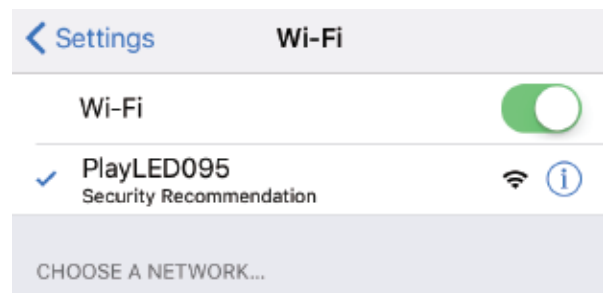 Settings Wi-Fi
Wi-Fi
PlayLED095
Security Recommendation
CHOOSE A NETWORK...